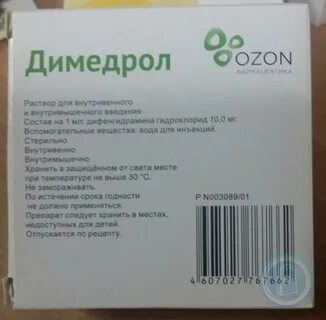 Димедрол
OZON
ФАРМАЦЕВТИКА
Раствор для внутривенного
и внутримышечного введения
Состав на 1 мл: дифенгидрамина гидрохлорид 10,0 мг.
Вспомогательные вещества: вода для инъекций.
Стерильно
Внутривенно
Внутримышечно
Хранить в защищённом от света месте
при температуре не выше 30 °С.
Не замораживать.
По истечении срока годности
не должно применяться.
Препарат следует хранить в местах,
недоступных для детей.
Отпускается по рецепту.
P N003089/01
4 607027 767662